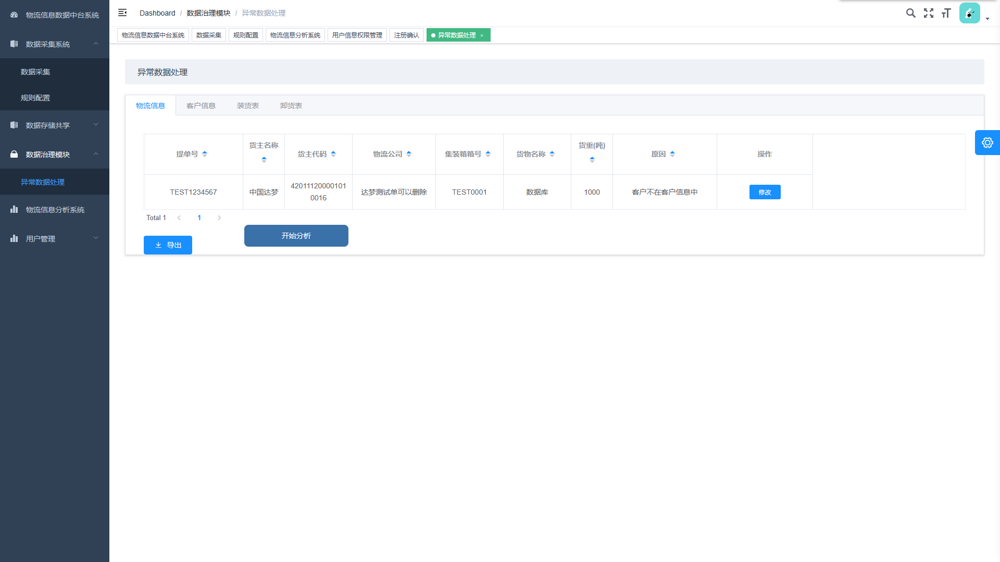 物流信息数据中台系统
数据采集系统
数据采集
规则配置
数据存储共享
数据治理模块
异常数据处理
物流信息分析系统
用户管理
Dashboard / 数据治理模块 / 异常数据处理
物流信息数据中台系统 数据采集 规则配置 物流信息分析系统 用户信息权限管理 注册确认 异常数据处理 ×
异常数据处理
物流信息 客户信息 装货表 卸货表
提单号 货主名称 货主代码 物流公司 集装箱箱号 货物名称 货重(吨) 原因 操作
TEST1234567 中国达梦 42011120000101 达梦测试单可以删除 TEST0001 数据库 1000 客户不在客户信息中 修改
0016
Total 1 1
开始分析
导出